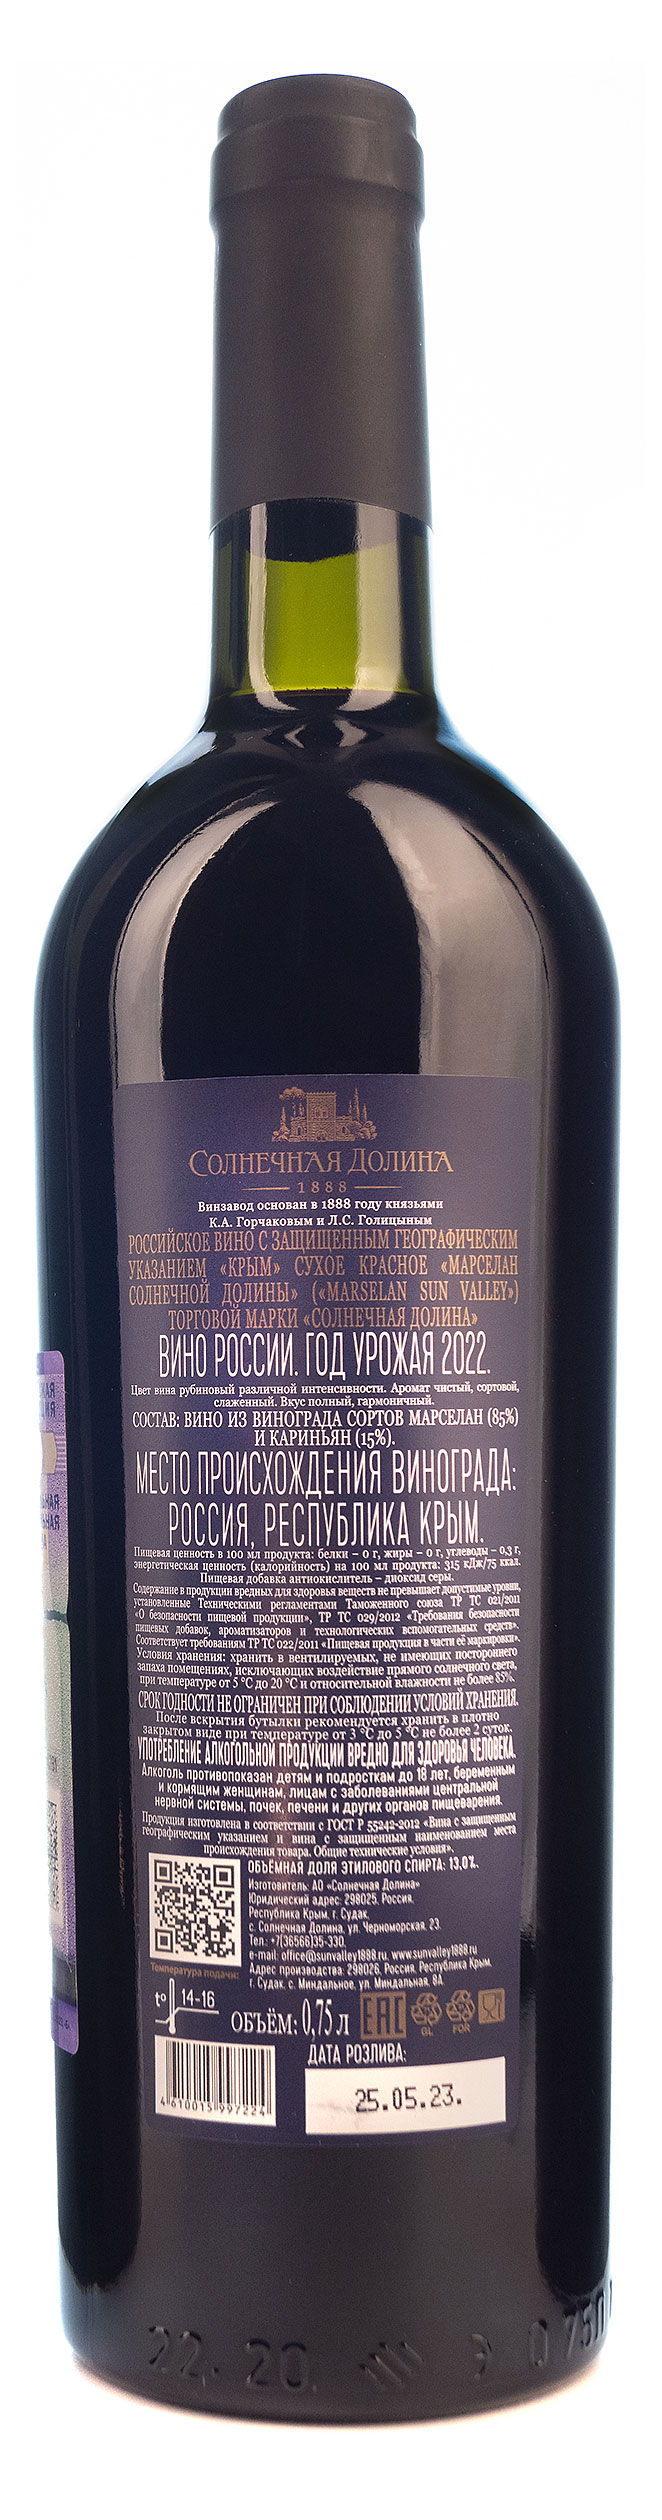 Солнечная Долина
1888
Винзавод основан в 1888 году князьями
К.А. Горчаковым и Л.С. Голицыным
РОССИЙСКОЕ ВИНО С ЗАЩИЩЕННЫМ ГЕОГРАФИЧЕСКИМ
УКАЗАНИЕМ «КРЫМ» СУХОЕ КРАСНОЕ «МАРСЕЛАН
СОЛНЕЧНОЙ ДОЛИНЫ» («MARSELAN SUN VALLEY»)
ТОРГОВОЙ МАРКИ «СОЛНЕЧНАЯ ДОЛИНА»
ВИНО РОССИИ. ГОД УРОЖАЯ 2022.
Цвет вина рубиновый различной интенсивности. Аромат чистый, сортовой,
слаженный. Вкус полный, гармоничный.
СОСТАВ: ВИНО ИЗ ВИНОГРАДА СОРТОВ МАРСЕЛАН (85%)
И КАРИНЬЯН (15%).
МЕСТО ПРОИСХОЖДЕНИЯ ВИНОГРАДА:
РОССИЯ, РЕСПУБЛИКА КРЫМ.
Пищевая ценность в 100 мл продукта: белки – 0 г, жиры – 0 г, углеводы – 0,3 г,
энергетическая ценность (калорийность) на 100 мл продукта: 315 кДж/75 ккал.
Пищевая добавка антиокислитель – диоксид серы.
Содержание в продукции вредных для здоровья веществ не превышает допустимые уровни,
установленные Техническими регламентами Таможенного союза ТР ТС 021/2011
«О безопасности пищевой продукции», ТР ТС 029/2012 «Требования безопасности
пищевых добавок, ароматизаторов и технологических вспомогательных средств».
Соответствует требованиям ТР ТС 022/2011 «Пищевая продукция в части её маркировки».
Условия хранения: хранить в вентилируемых, не имеющих постороннего
запаха помещениях, исключающих воздействие прямого солнечного света,
при температуре от 5 °С до 20 °С и относительной влажности не более 85%.
СРОК ГОДНОСТИ НЕ ОГРАНИЧЕН ПРИ СОБЛЮДЕНИИ УСЛОВИЙ ХРАНЕНИЯ.
После вскрытия бутылки рекомендуется хранить в плотно
закрытом виде при температуре от 3 °С до 5 °С не более 2 суток.
УПОТРЕБЛЕНИЕ АЛКОГОЛЬНОЙ ПРОДУКЦИИ ВРЕДНО ДЛЯ ЗДОРОВЬЯ ЧЕЛОВЕКА.
Алкоголь противопоказан детям и подросткам до 18 лет, беременным
и кормящим женщинам, лицам с заболеваниями центральной
нервной системы, почек, печени и других органов пищеварения.
Продукция изготовлена в соответствии с ГОСТ Р 55242-2012 «Вина с защищенным
географическим указанием и вина с защищенным наименованием места
происхождения товара. Общие технические условия».
ОБЪЁМНАЯ ДОЛЯ ЭТИЛОВОГО СПИРТА: 13,0%.
Изготовитель: АО «Солнечная Долина»
Юридический адрес: 298025, Россия,
Республика Крым, г. Судак,
с. Солнечная Долина, ул. Черноморская, 23.
Тел.: +7(36566)35-330,
e-mail: office@sunvalley1888.ru, www.sunvalley1888.ru
Адрес производства: 298026, Россия, Республика Крым,
г. Судак, с. Миндальное, ул. Миндальная, 8А.
Температура подачи:
t° 14-16
ОБЪЁМ: 0,75 л
EAC
GL
FOR
ДАТА РОЗЛИВА:
25.05.23.
4610015997224
22. 20.
Э 0 75Л